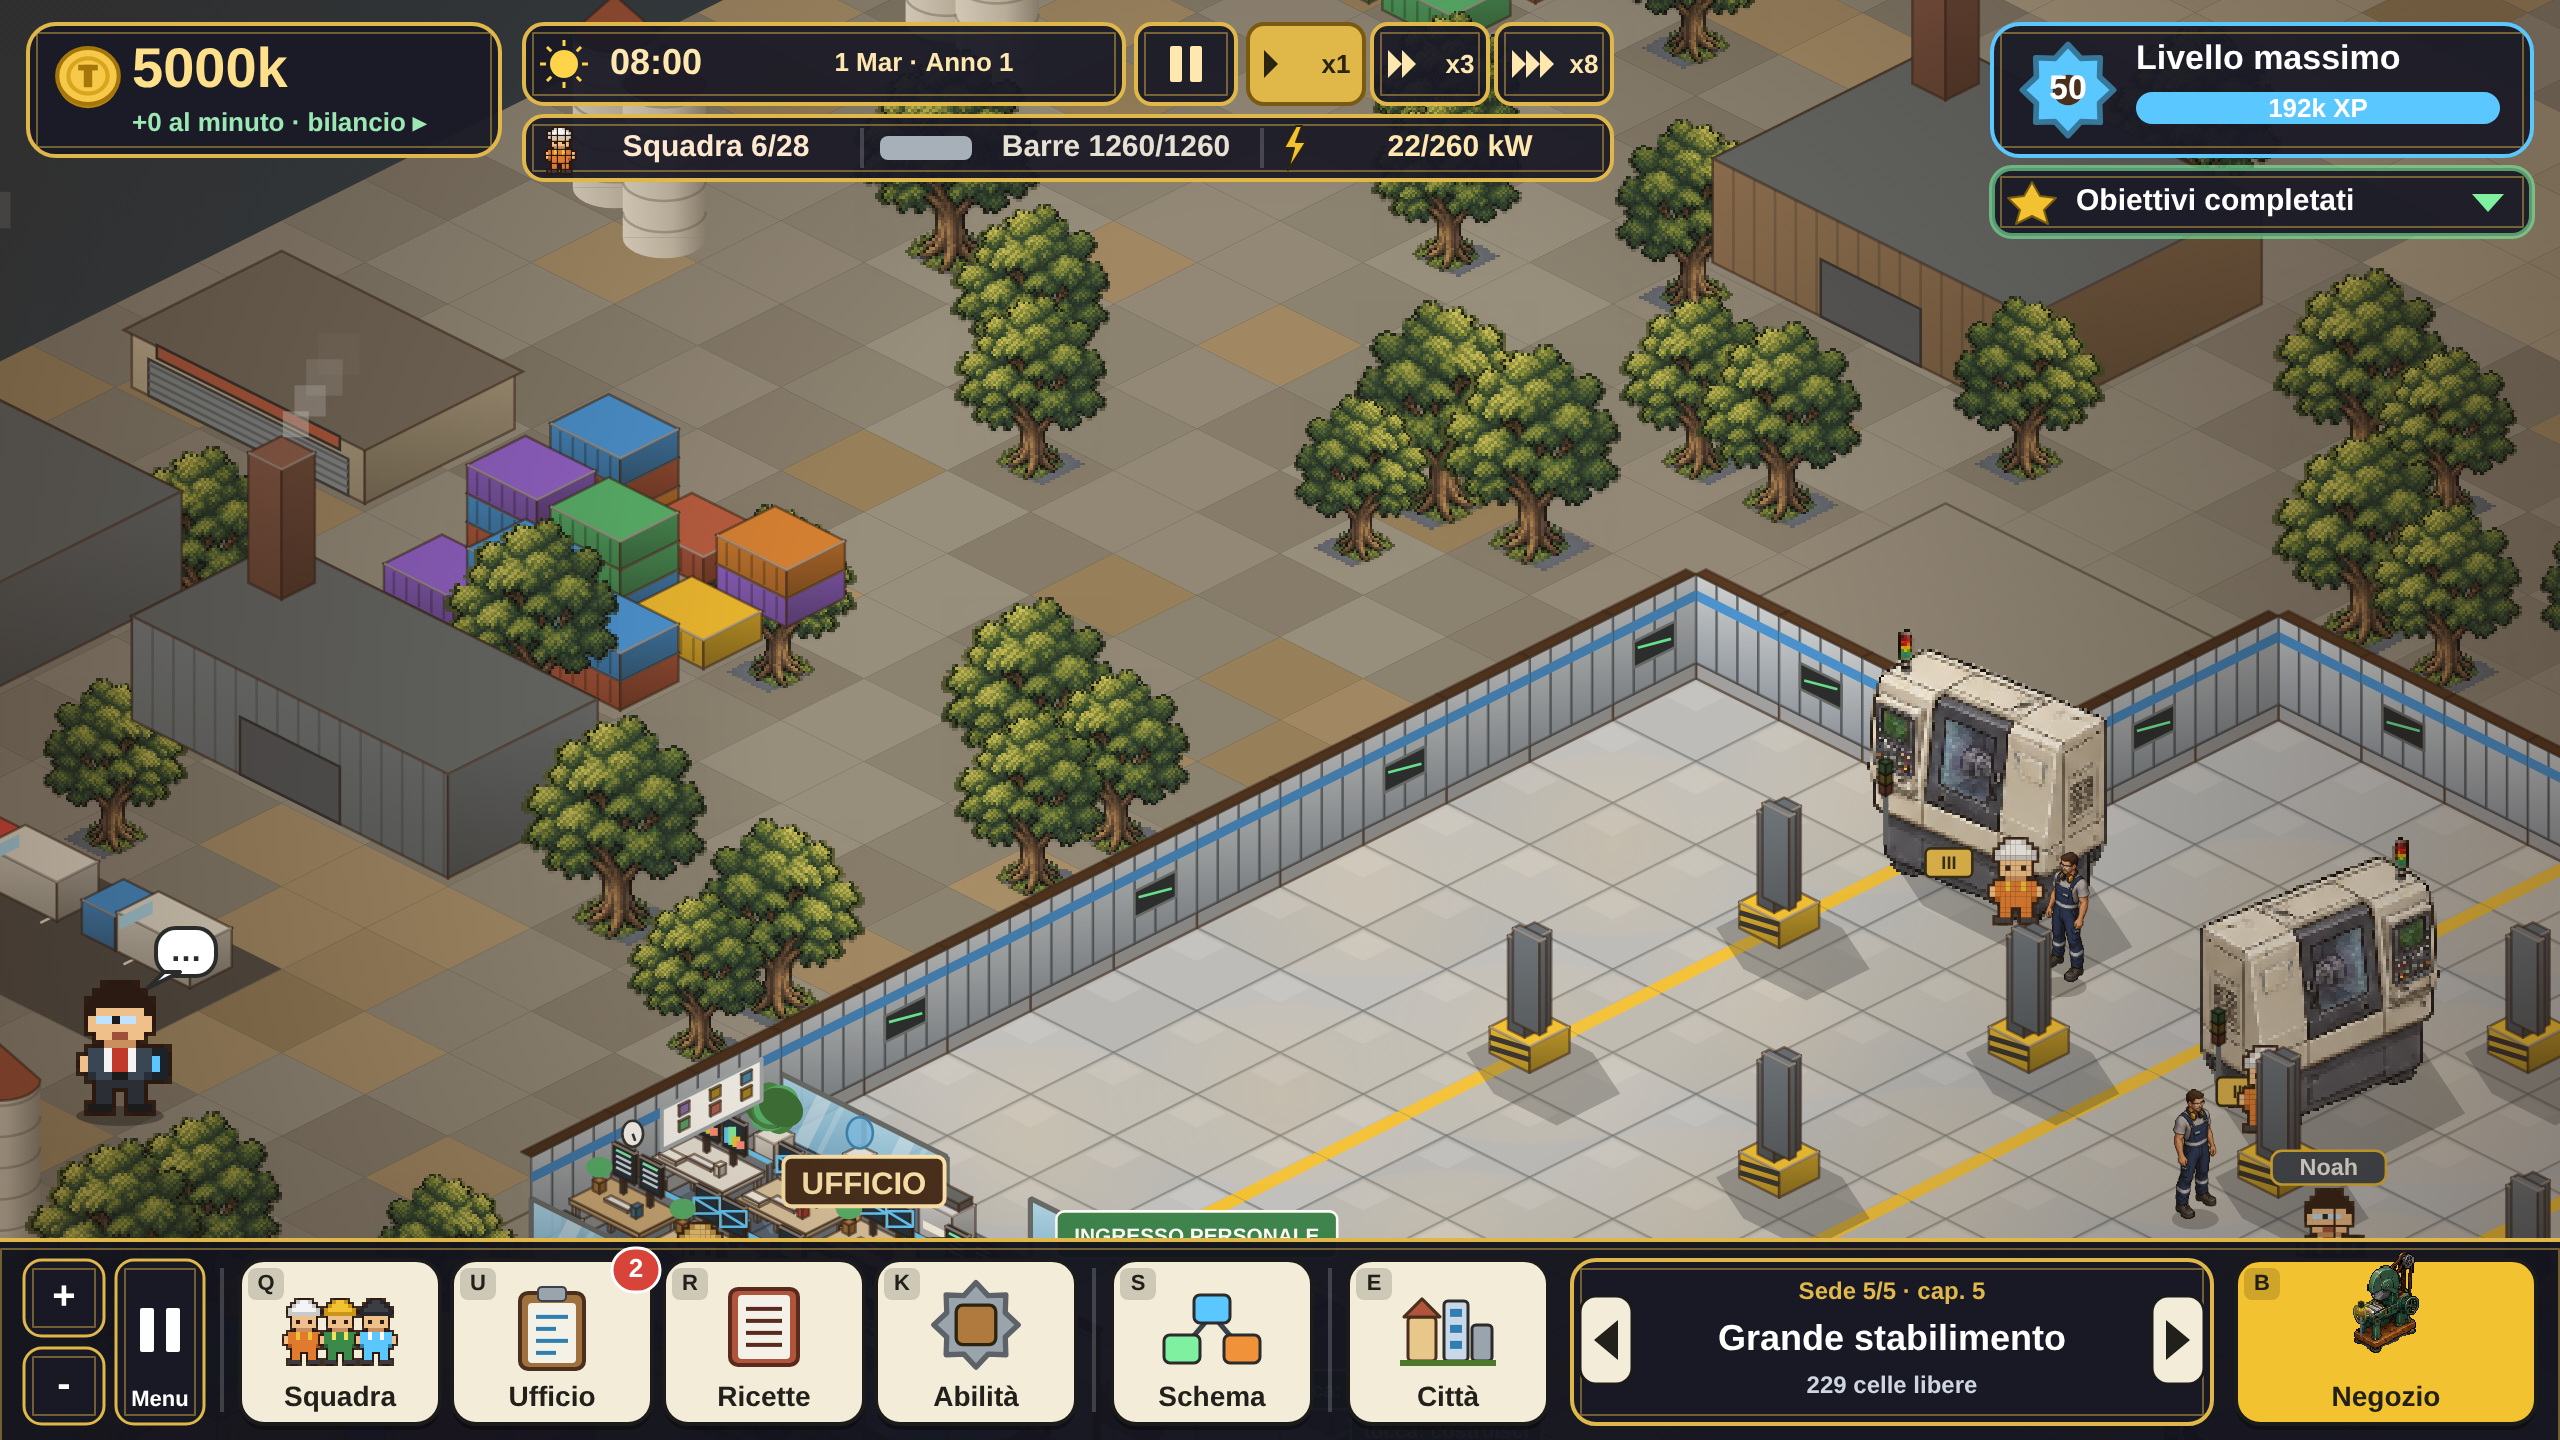 5000k
+0 al minuto · bilancio ▸
08:00
1 Mar · Anno 1
x1
x3
x8
Squadra 6/28
Barre 1260/1260
22/260 kW
50
Livello massimo
192k XP
Obiettivi completati
...
III
Noah
UFFICIO
INGRESSO PERSONALE
+
-
Menu
Q
Squadra
U
2
Ufficio
R
Ricette
K
Abilità
S
Schema
E
Città
Sede 5/5 · cap. 5
Grande stabilimento
229 celle libere
B
Negozio